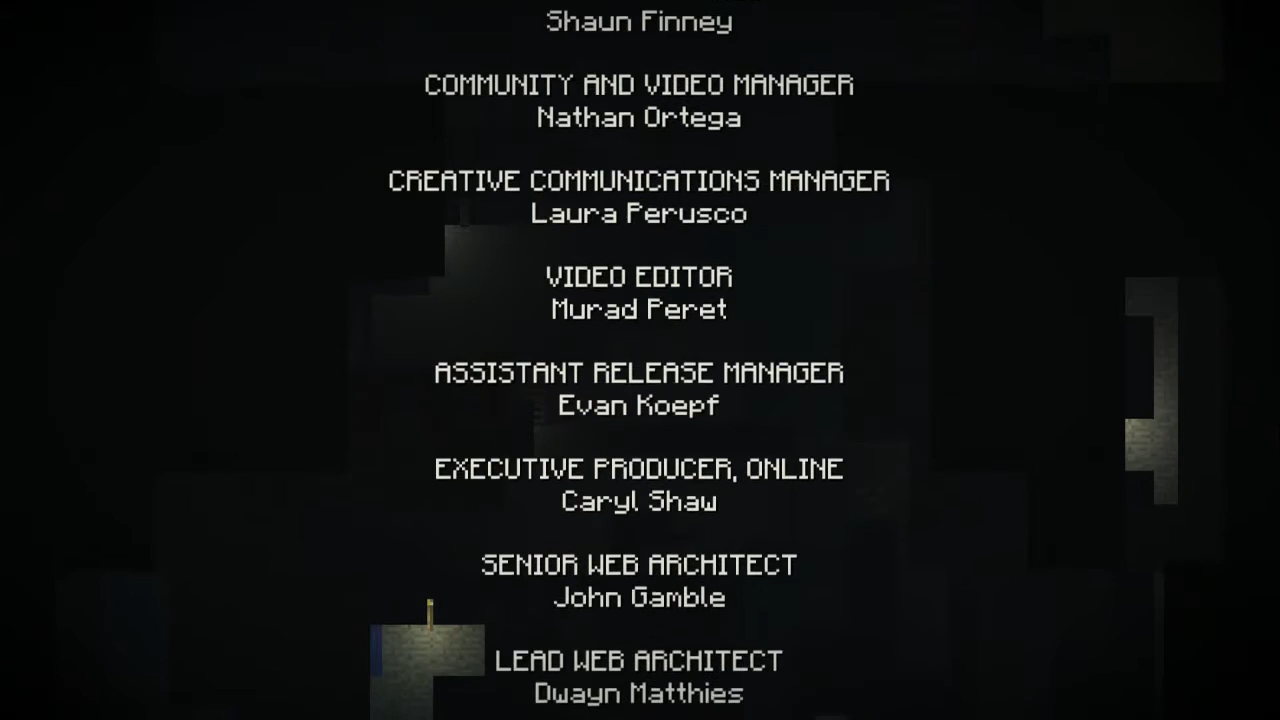 Shaun Finney
COMMUNITY AND VIDEO MANAGER
Nathan Ortega
CREATIVE COMMUNICATIONS MANAGER
Laura Perusco
VIDEO EDITOR
Murad Peret
ASSISTANT RELEASE MANAGER
Evan Koepf
EXECUTIVE PRODUCER, ONLINE
Caryl Shaw
SENIOR WEB ARCHITECT
John Gamble
LEAD WEB ARCHITECT
Dwayn Matthies